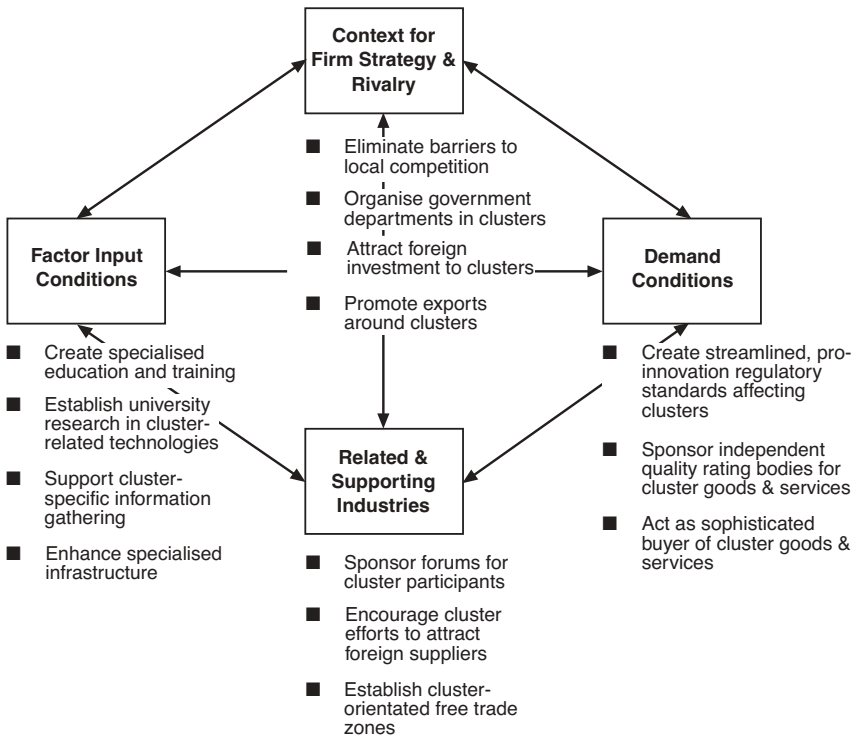 Context for
Firm Strategy &
Rivalry
■ Eliminate barriers to
local competition
■ Organise government
departments in clusters
■ Attract foreign
investment to clusters
■ Promote exports
around clusters
Factor Input
Conditions
■ Create specialised
education and training
■ Establish university
research in cluster-
related technologies
■ Support cluster-
specific information
gathering
■ Enhance specialised
infrastructure
Demand
Conditions
■ Create streamlined, pro-
innovation regulatory
standards affecting
clusters
■ Sponsor independent
quality rating bodies for
cluster goods & services
■ Act as sophisticated
buyer of cluster goods &
services
Related &
Supporting
Industries
■ Sponsor forums for
cluster participants
■ Encourage cluster
efforts to attract
foreign suppliers
■ Establish cluster-
orientated free trade
zones